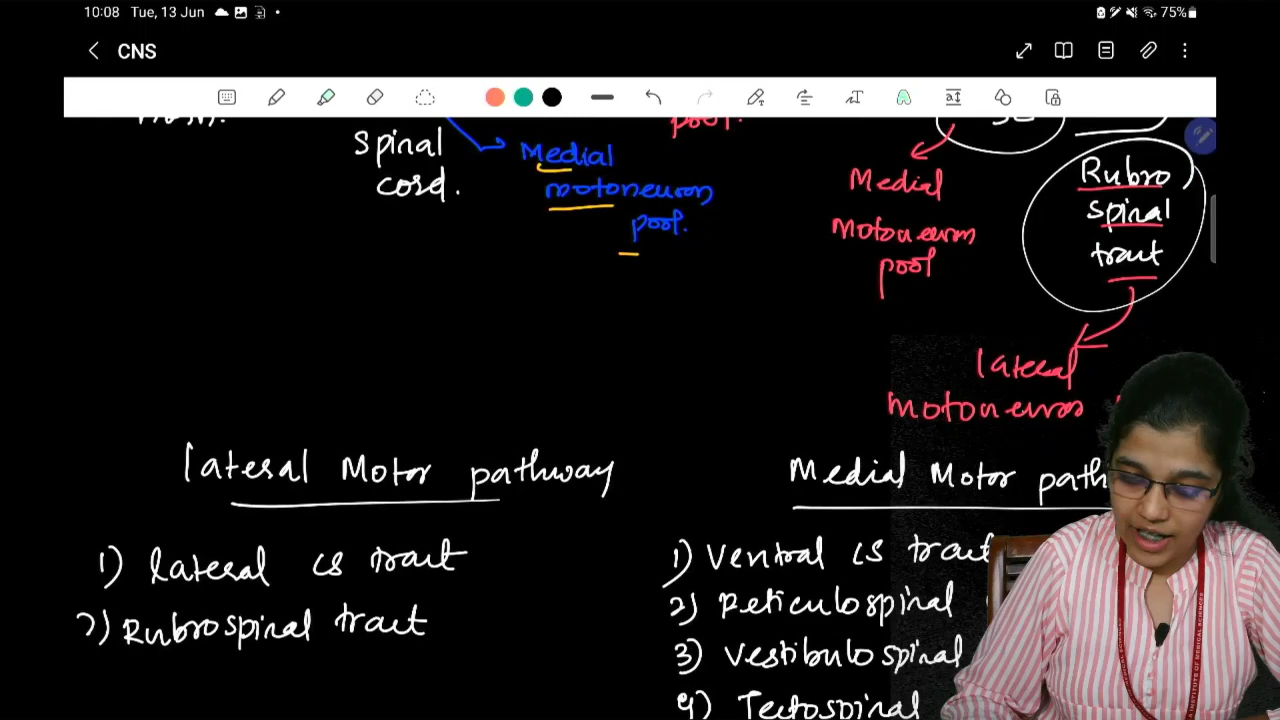 10:08 Tue, 13 Jun
75%
CNS
Spinal
cord.
Medial
motoneuron
pool.
pool.
Medial
Motoneuron
pool
Rubro
spinal
tract
lateral
motoneuron
lateral Motor pathway
1) lateral cs tract
2) Rubrospinal tract
Medial Motor path
1) Ventral cs tract
2) Reticulospinal
3) Vestibulospinal
4) Tectospinal